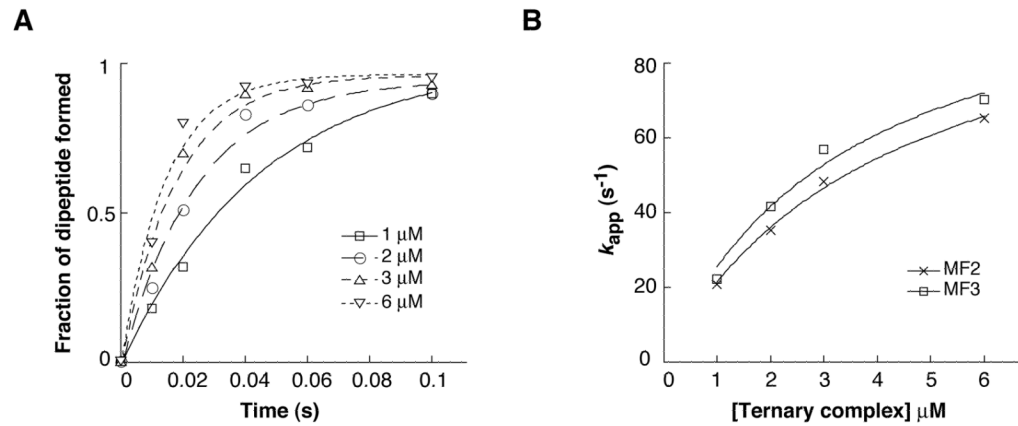 A
Fraction of dipeptide formed
1
0.5
0
1 μM
2 μM
3 μM
6 μM
0 0.02 0.04 0.06 0.08 0.1
Time (s)
B
kapp (s-1)
80
60
40
20
0
MF2
MF3
0 1 2 3 4 5 6
[Ternary complex] μM